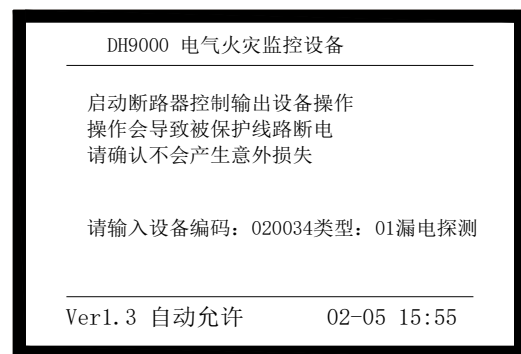 DH9000 电气火灾监控设备
启动断路器控制输出设备操作
操作会导致被保护线路断电
请确认不会产生意外损失
请输入设备编码：020034类型：01漏电探测
Ver1.3 自动允许 02-05 15:55